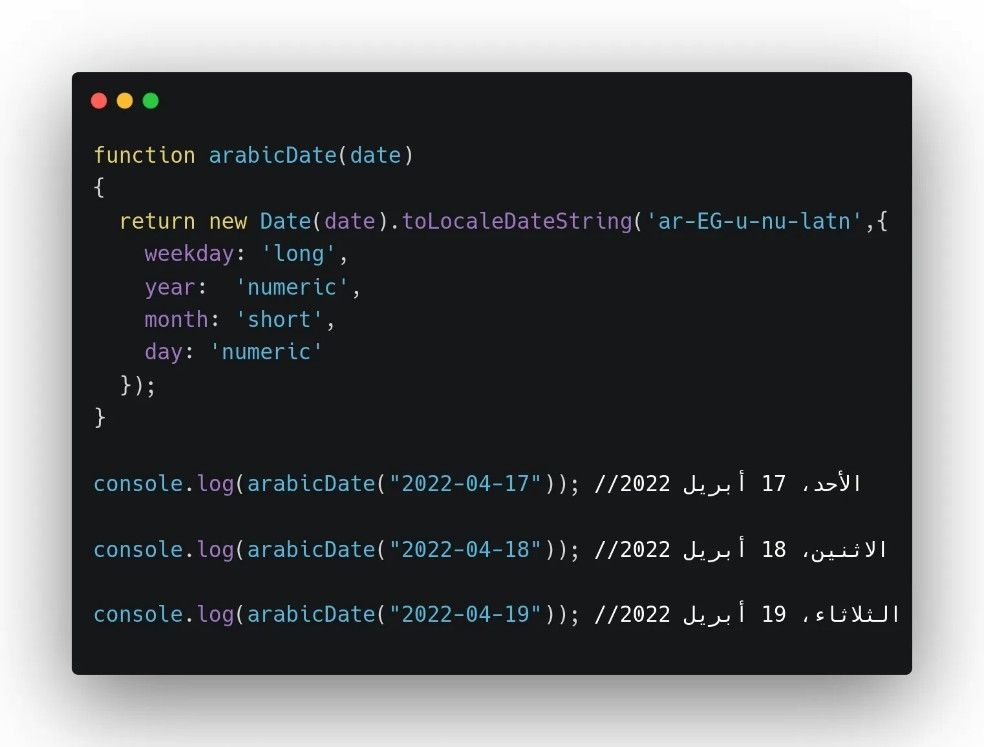 function arabicDate(date)
{
  return new Date(date).toLocaleDateString('ar-EG-u-nu-latn',{
    weekday: 'long',
    year:  'numeric',
    month: 'short',
    day: 'numeric'
  });
}
console.log(arabicDate("2022-04-17")); //الأحد، 17 أبريل 2022
console.log(arabicDate("2022-04-18")); //الاثنين، 18 أبريل 2022
console.log(arabicDate("2022-04-19")); //الثلاثاء، 19 أبريل 2022